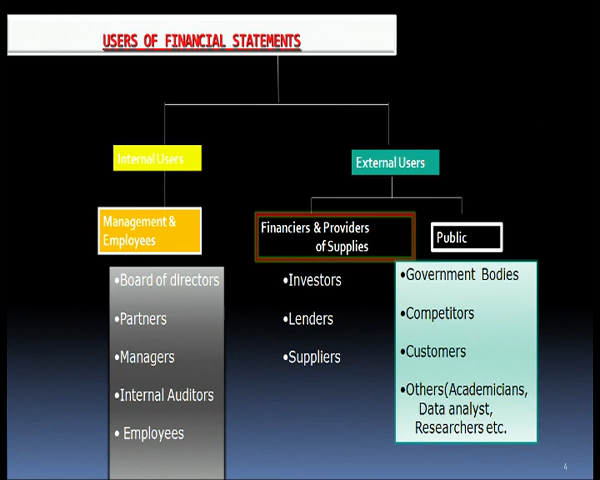 USERS OF FINANCIAL STATEMENTS
Internal Users
External Users
Management &
Employees
Financiers & Providers
of Supplies
Public
•Board of directors
•Partners
•Managers
•Internal Auditors
• Employees
•Investors
•Lenders
•Suppliers
•Government Bodies
•Competitors
•Customers
•Others(Academicians,
Data analyst,
Researchers etc.
4